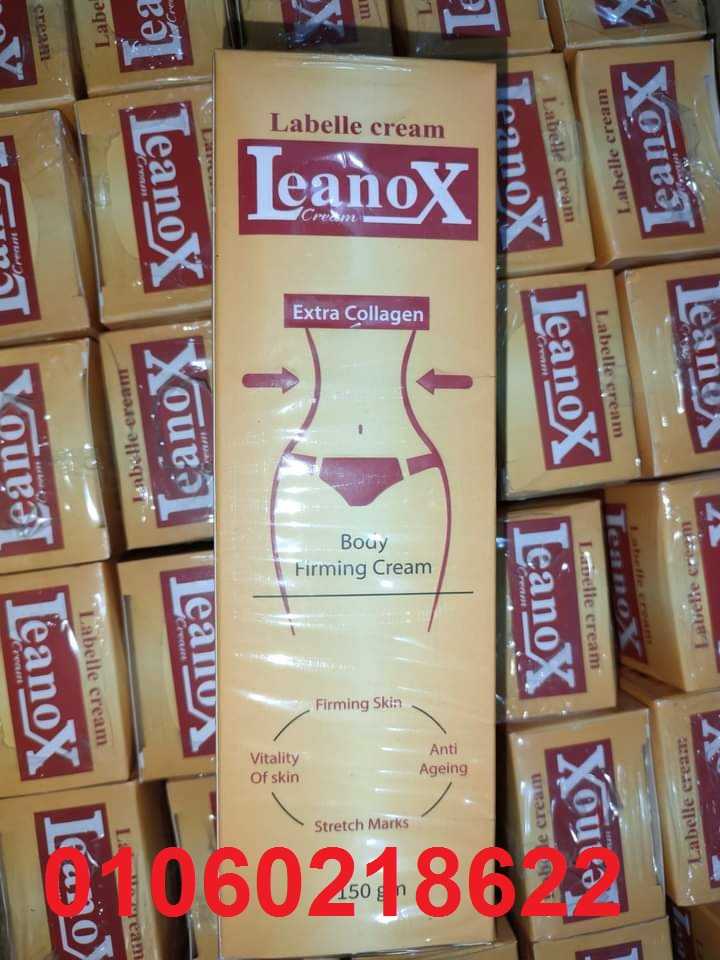 Labelle cream
LeanoX
Cream
Extra Collagen
Body
Firming Cream
Firming Skin
Vitality
Of skin
Anti
Ageing
Stretch Marks
150 gm
01060218622